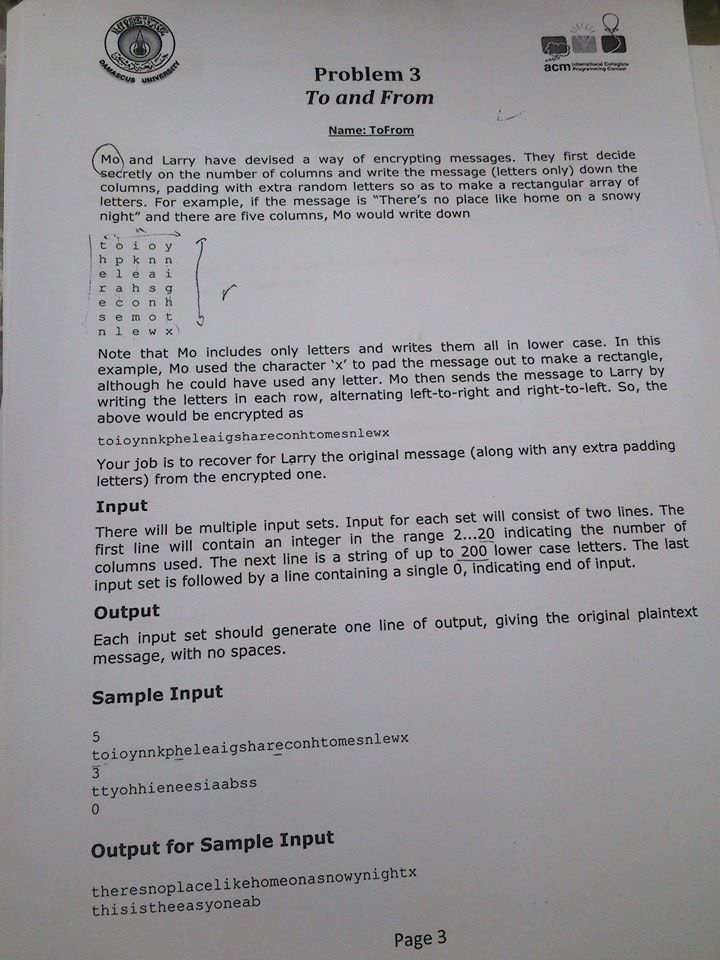 DAMASCUS UNIVERSITY
acm International Collegiate Programming Contest
Problem 3
To and From
Name: ToFrom
Mo and Larry have devised a way of encrypting messages. They first decide
secretly on the number of columns and write the message (letters only) down the
columns, padding with extra random letters so as to make a rectangular array of
letters. For example, if the message is “There’s no place like home on a snowy
night” and there are five columns, Mo would write down
t o i o y
h p k n n
e l e a i
r a h s g
e c o n h
s e m o t
n l e w x
r
Note that Mo includes only letters and writes them all in lower case. In this
example, Mo used the character ‘x’ to pad the message out to make a rectangle,
although he could have used any letter. Mo then sends the message to Larry by
writing the letters in each row, alternating left-to-right and right-to-left. So, the
above would be encrypted as
toioynnkpheleaigshareconhtomesnlewx
Your job is to recover for Larry the original message (along with any extra padding
letters) from the encrypted one.
Input
There will be multiple input sets. Input for each set will consist of two lines. The
first line will contain an integer in the range 2...20 indicating the number of
columns used. The next line is a string of up to 200 lower case letters. The last
input set is followed by a line containing a single 0, indicating end of input.
Output
Each input set should generate one line of output, giving the original plaintext
message, with no spaces.
Sample Input
5
toioynnkpheleaigshareconhtomesnlewx
3
ttyohhieneesiaabss
0
Output for Sample Input
theresnoplacelikehomeonasnowynightx
thisistheeasyoneab
Page 3